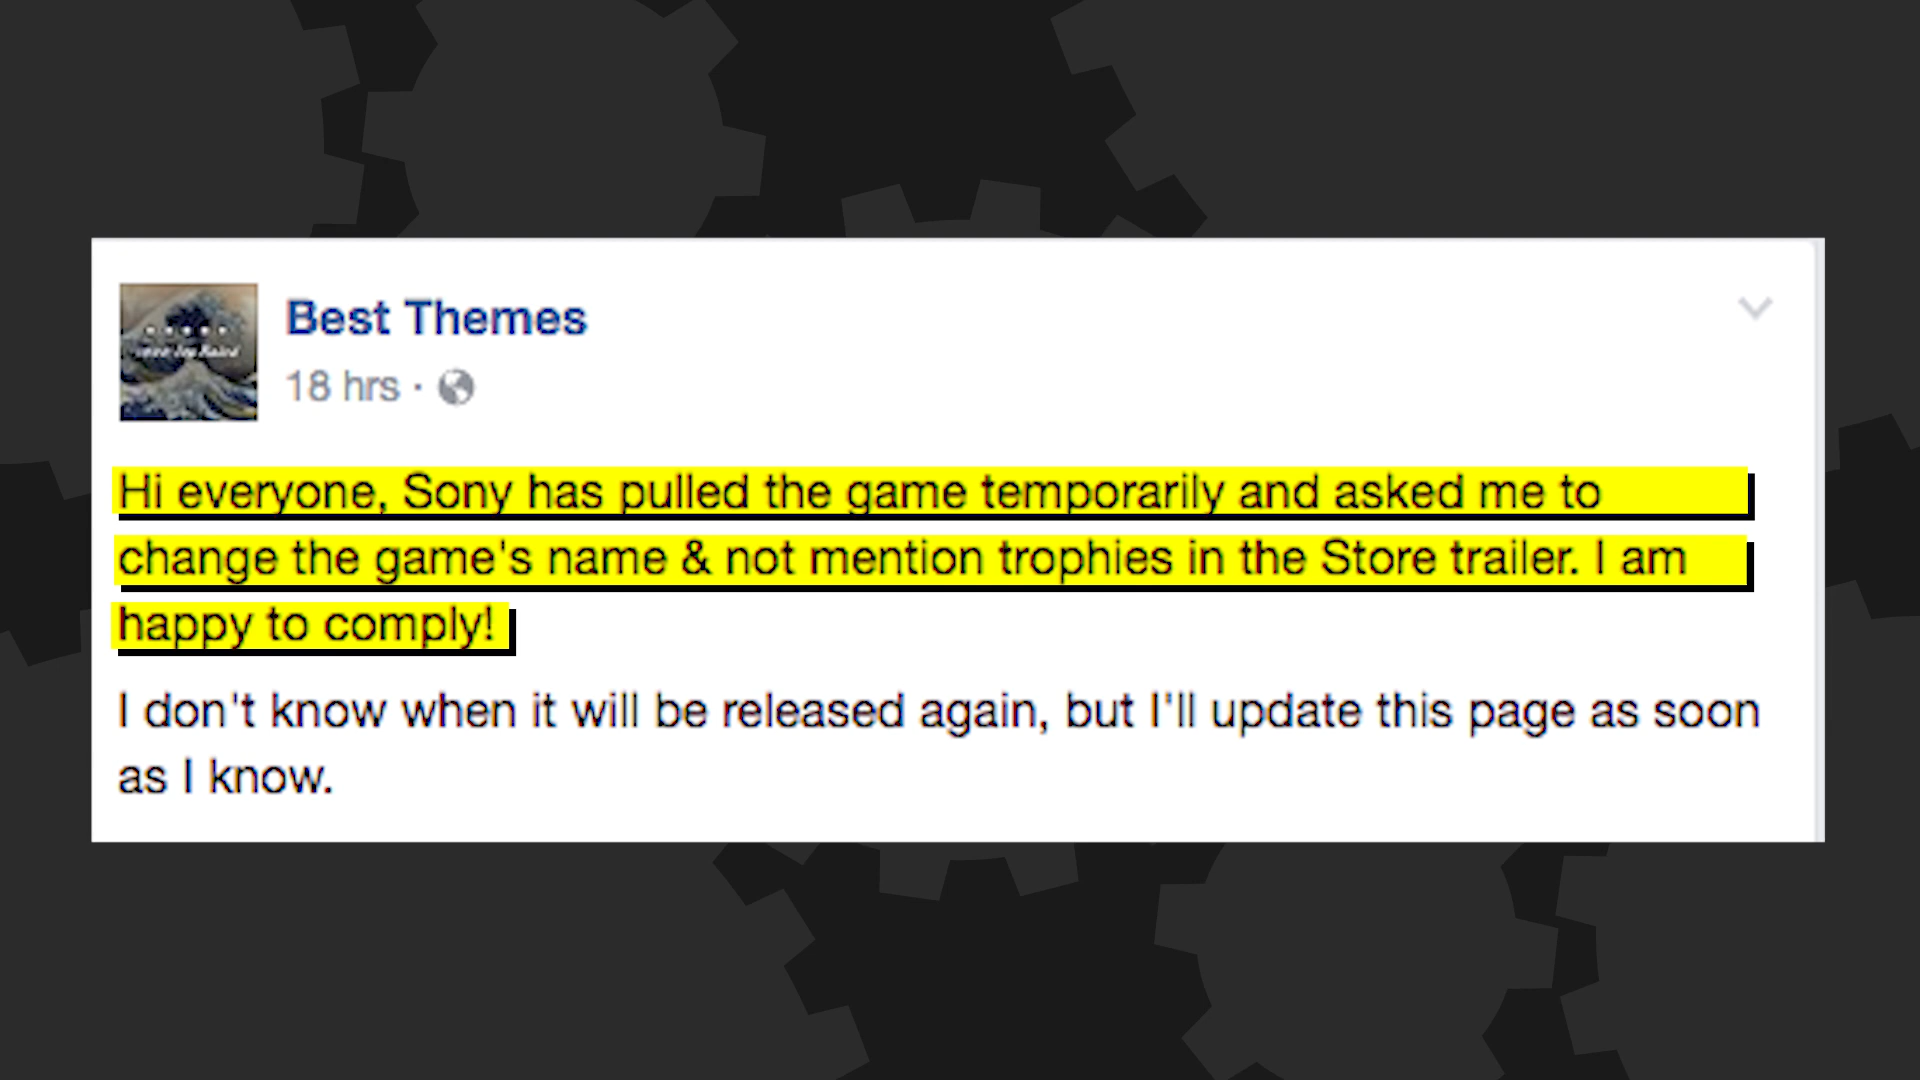 Best Themes
18 hrs ·
Hi everyone, Sony has pulled the game temporarily and asked me to
change the game's name & not mention trophies in the Store trailer. I am
happy to comply!
I don't know when it will be released again, but I'll update this page as soon
as I know.